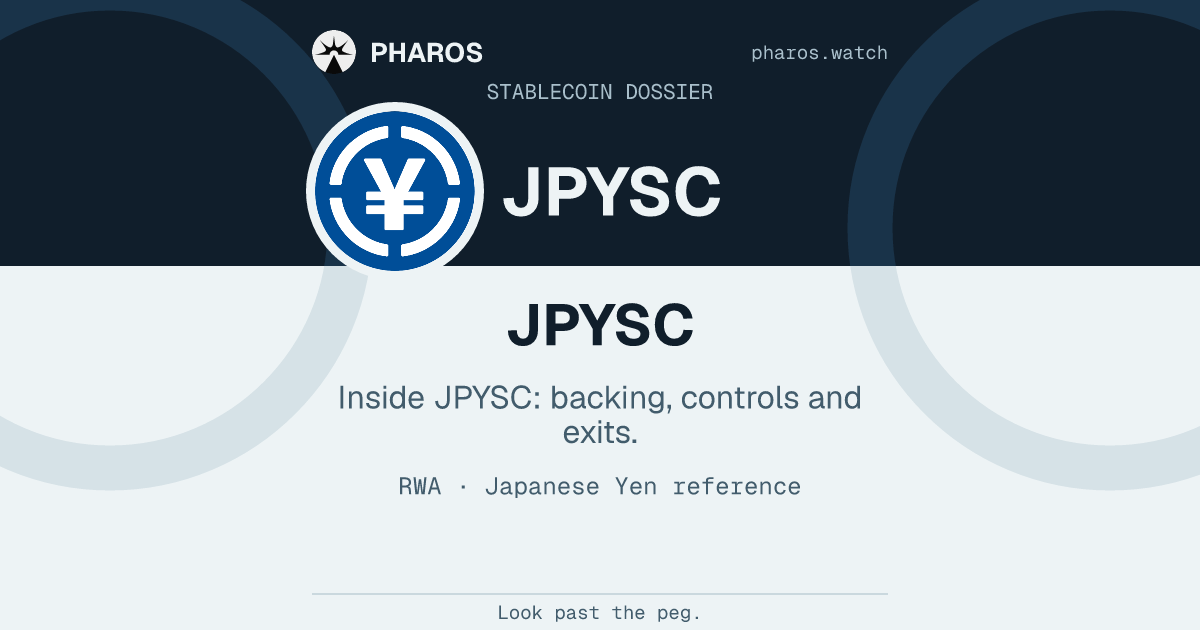 PHAROS
pharos.watch
STABLECOIN DOSSIER
¥
JPYSC
JPYSC
Inside JPYSC: backing, controls and
exits.
RWA · Japanese Yen reference
Look past the peg.